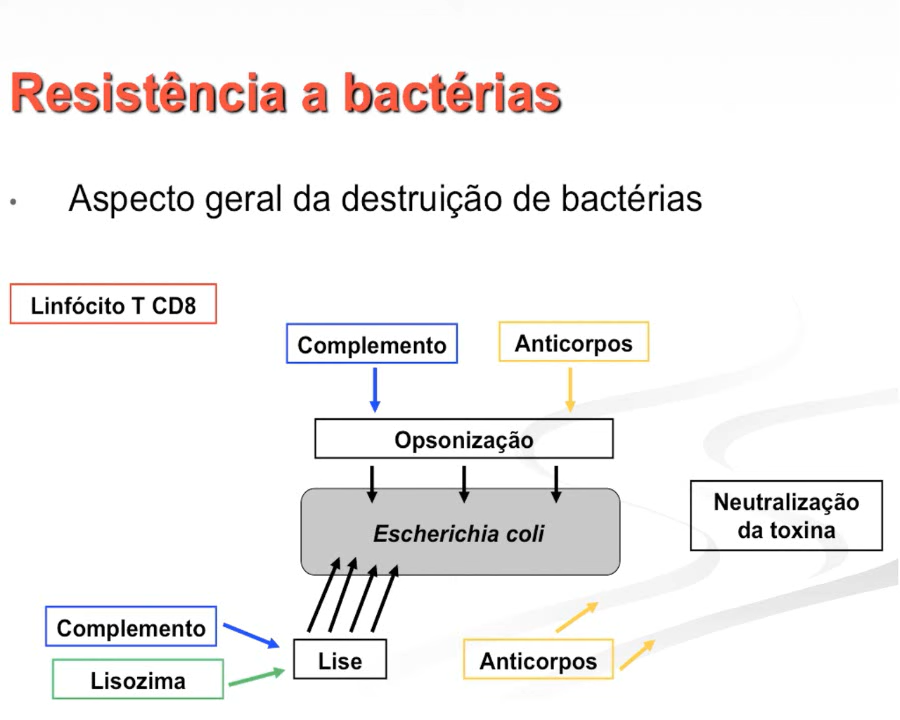 Resistência a bactérias
Aspecto geral da destruição de bactérias
Linfócito T CD8
Complemento
Anticorpos
Opsonização
Escherichia coli
Neutralização
da toxina
Complemento
Lise
Anticorpos
Lisozima